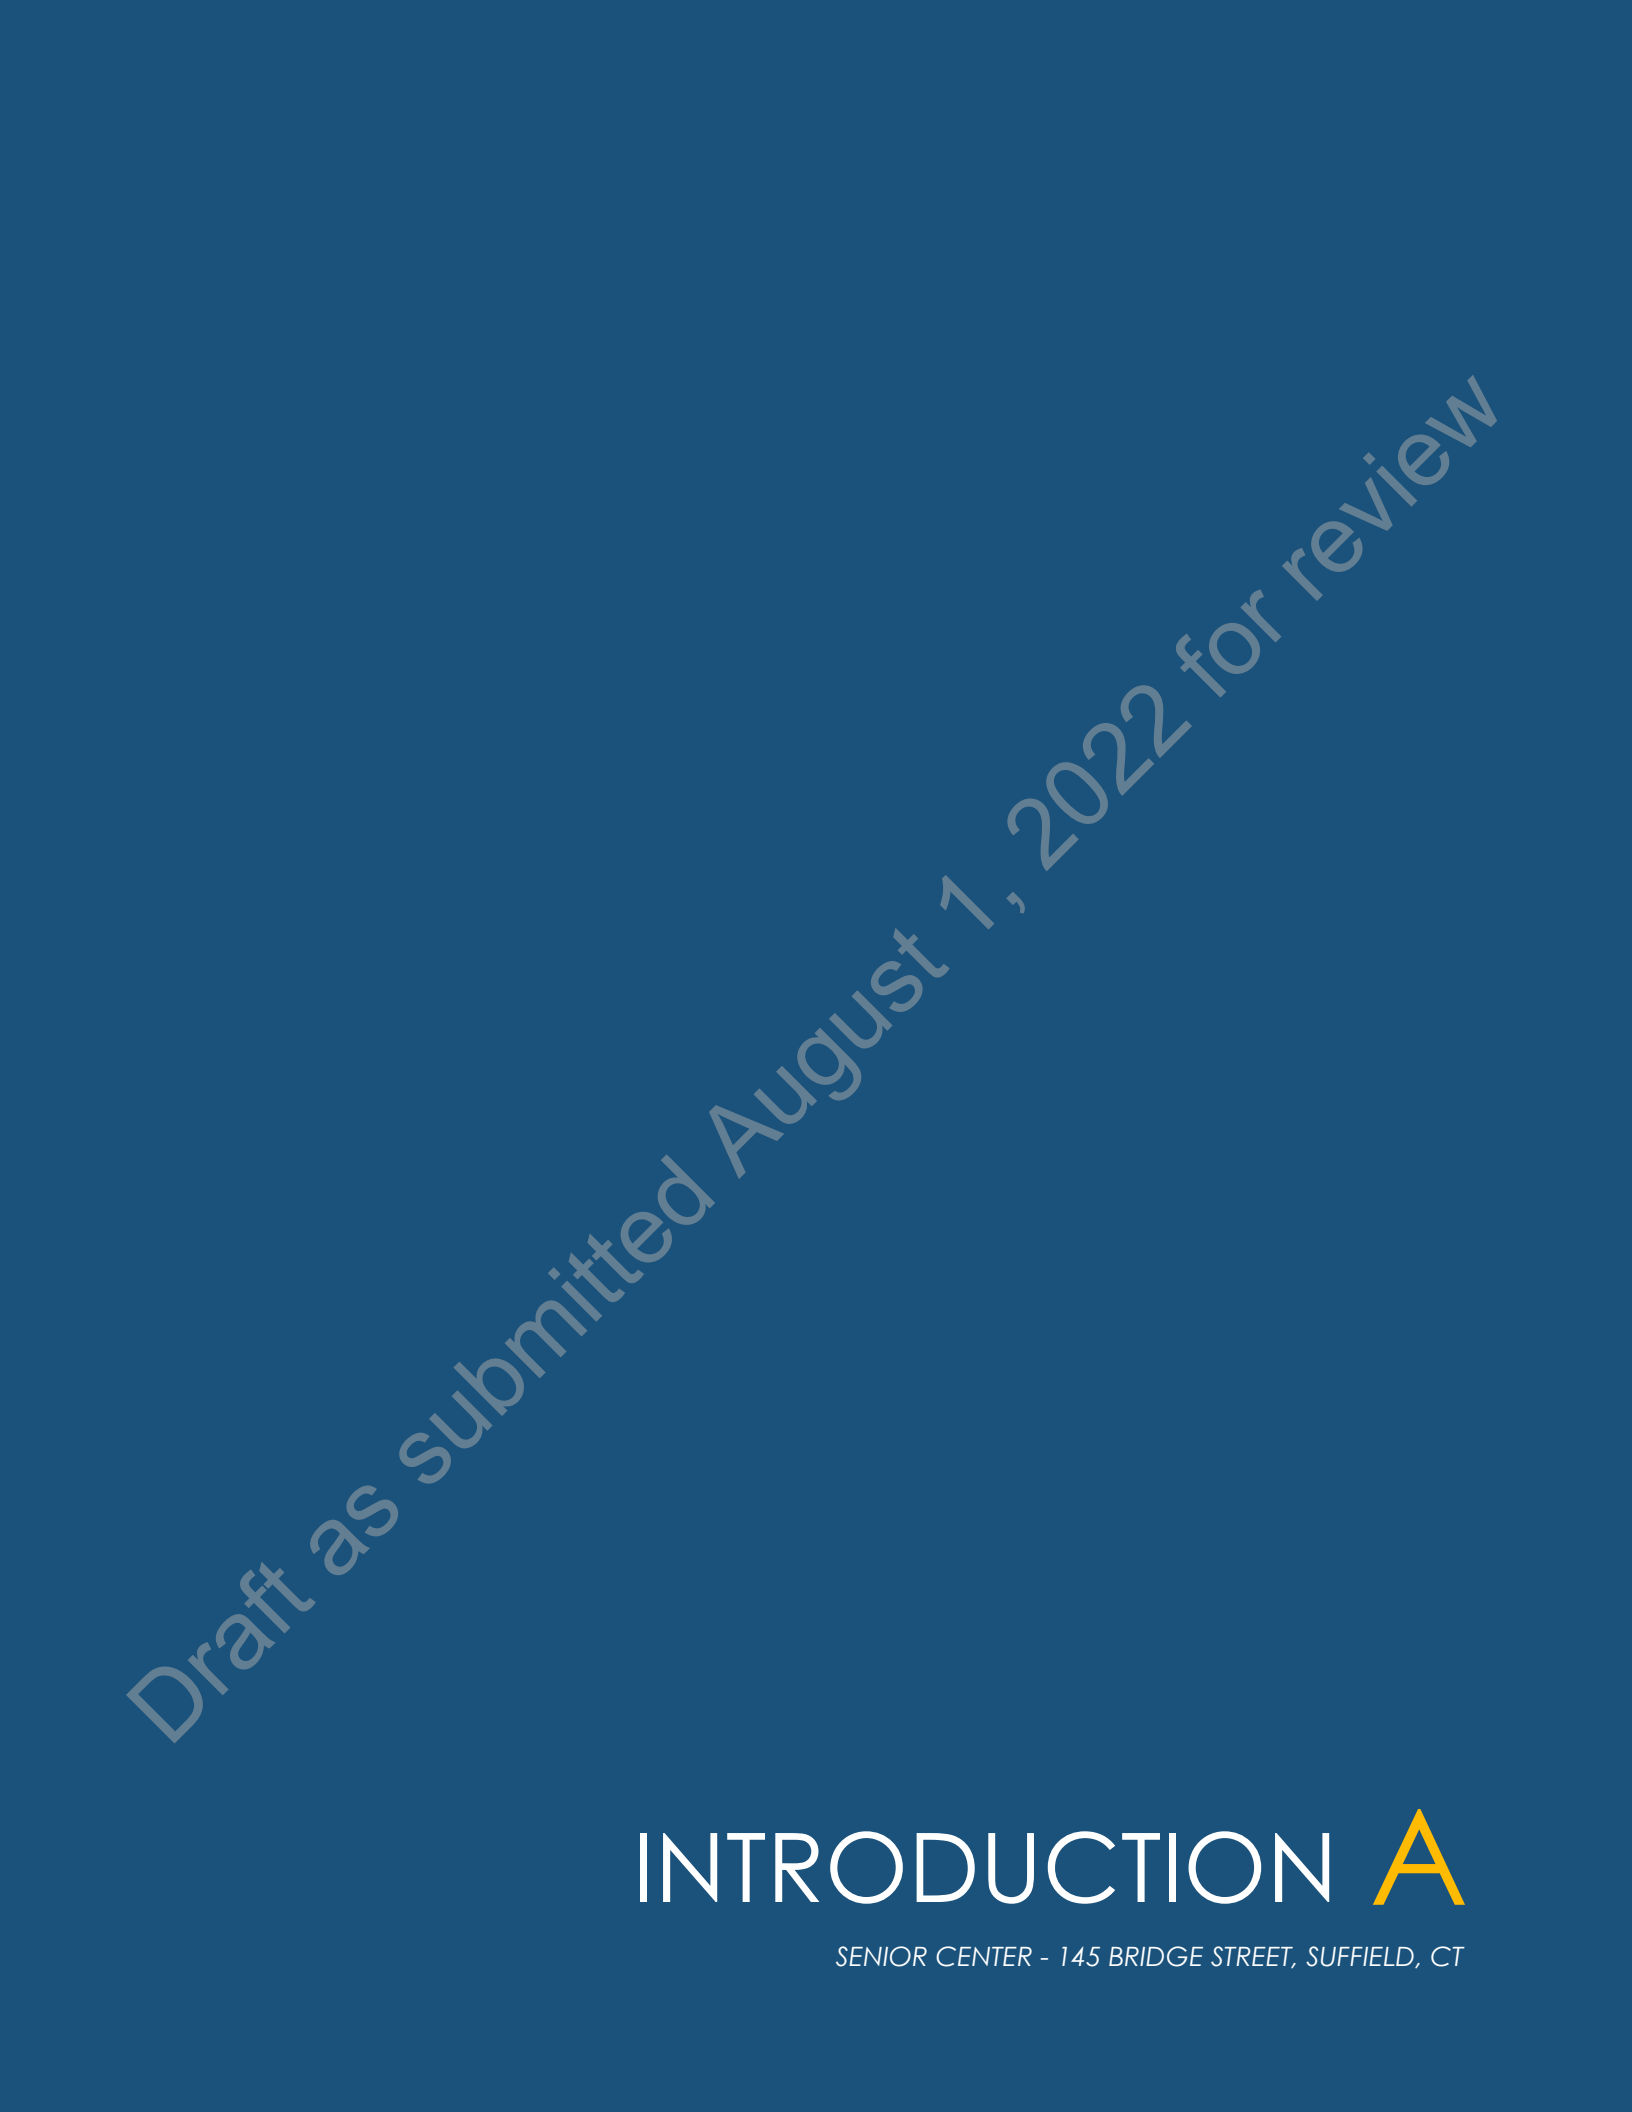 Draft as submitted August 1, 2022 for review
INTRODUCTION A
SENIOR CENTER - 145 BRIDGE STREET, SUFFIELD, CT